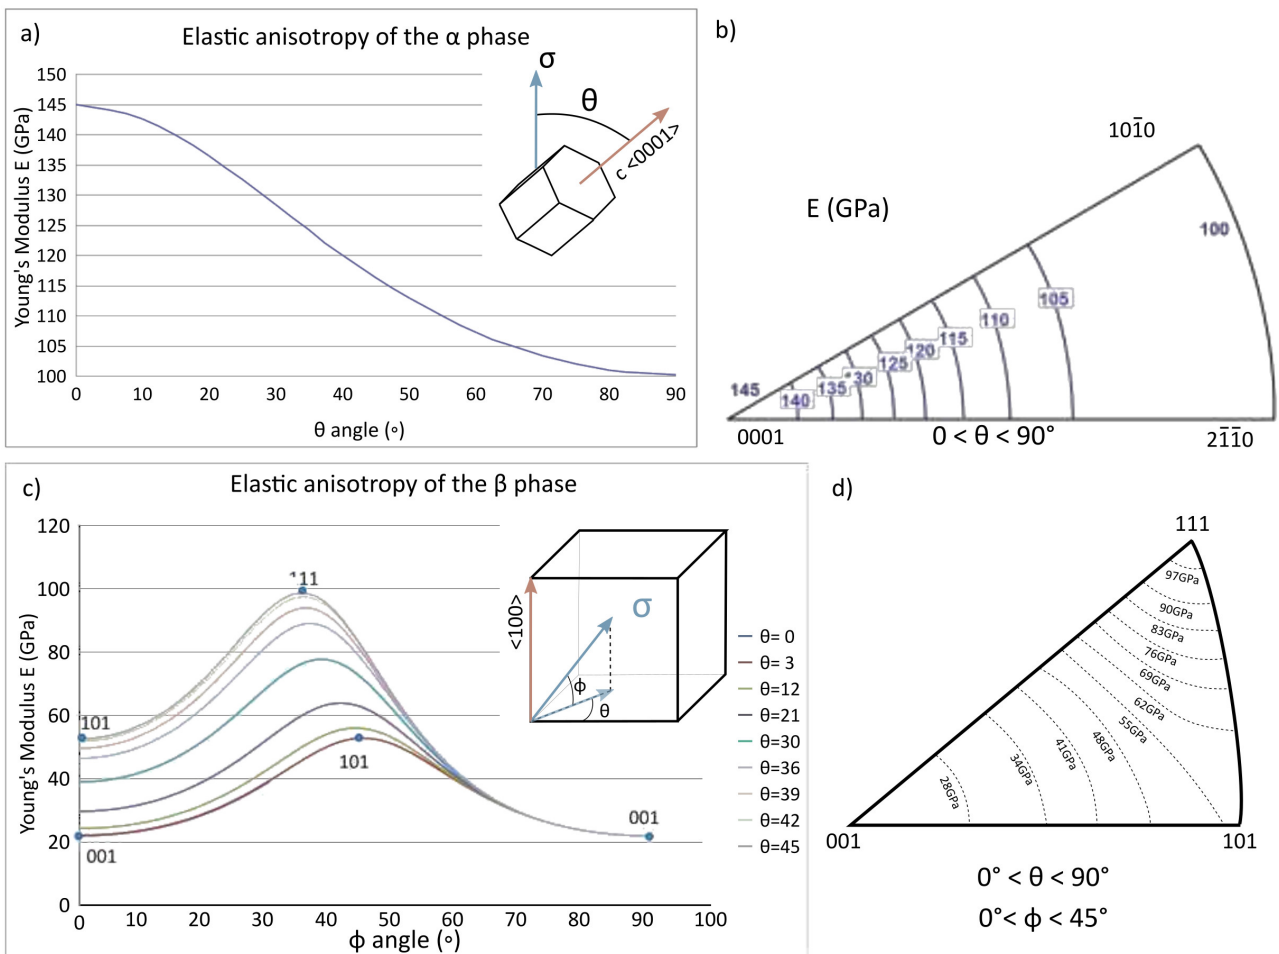 a)
Elastic anisotropy of the α phase
Young's Modulus E (GPa)
150
145
140
135
130
125
120
115
110
105
100
0 10 20 30 40 50 60 70 80 90
θ angle (∘)
σ
θ
c <0001>
b)
E (GPa)
101̅0
100
105
110
115
120
125
130
135
140
145
0001
0 < θ < 90°
21̅1̅0
c)
Elastic anisotropy of the β phase
Young's Modulus E (GPa)
120
100
80
60
40
20
0
0 10 20 30 40 50 60 70 80 90 100
ϕ angle (∘)
111
101
101
001
001
<100>
σ
ϕ
θ
θ= 0
θ= 3
θ=12
θ=21
θ=30
θ=36
θ=39
θ=42
θ=45
d)
111
97GPa
90GPa
83GPa
76GPa
69GPa
62GPa
55GPa
48GPa
41GPa
34GPa
28GPa
001
101
0° < θ < 90°
0°< ϕ < 45°